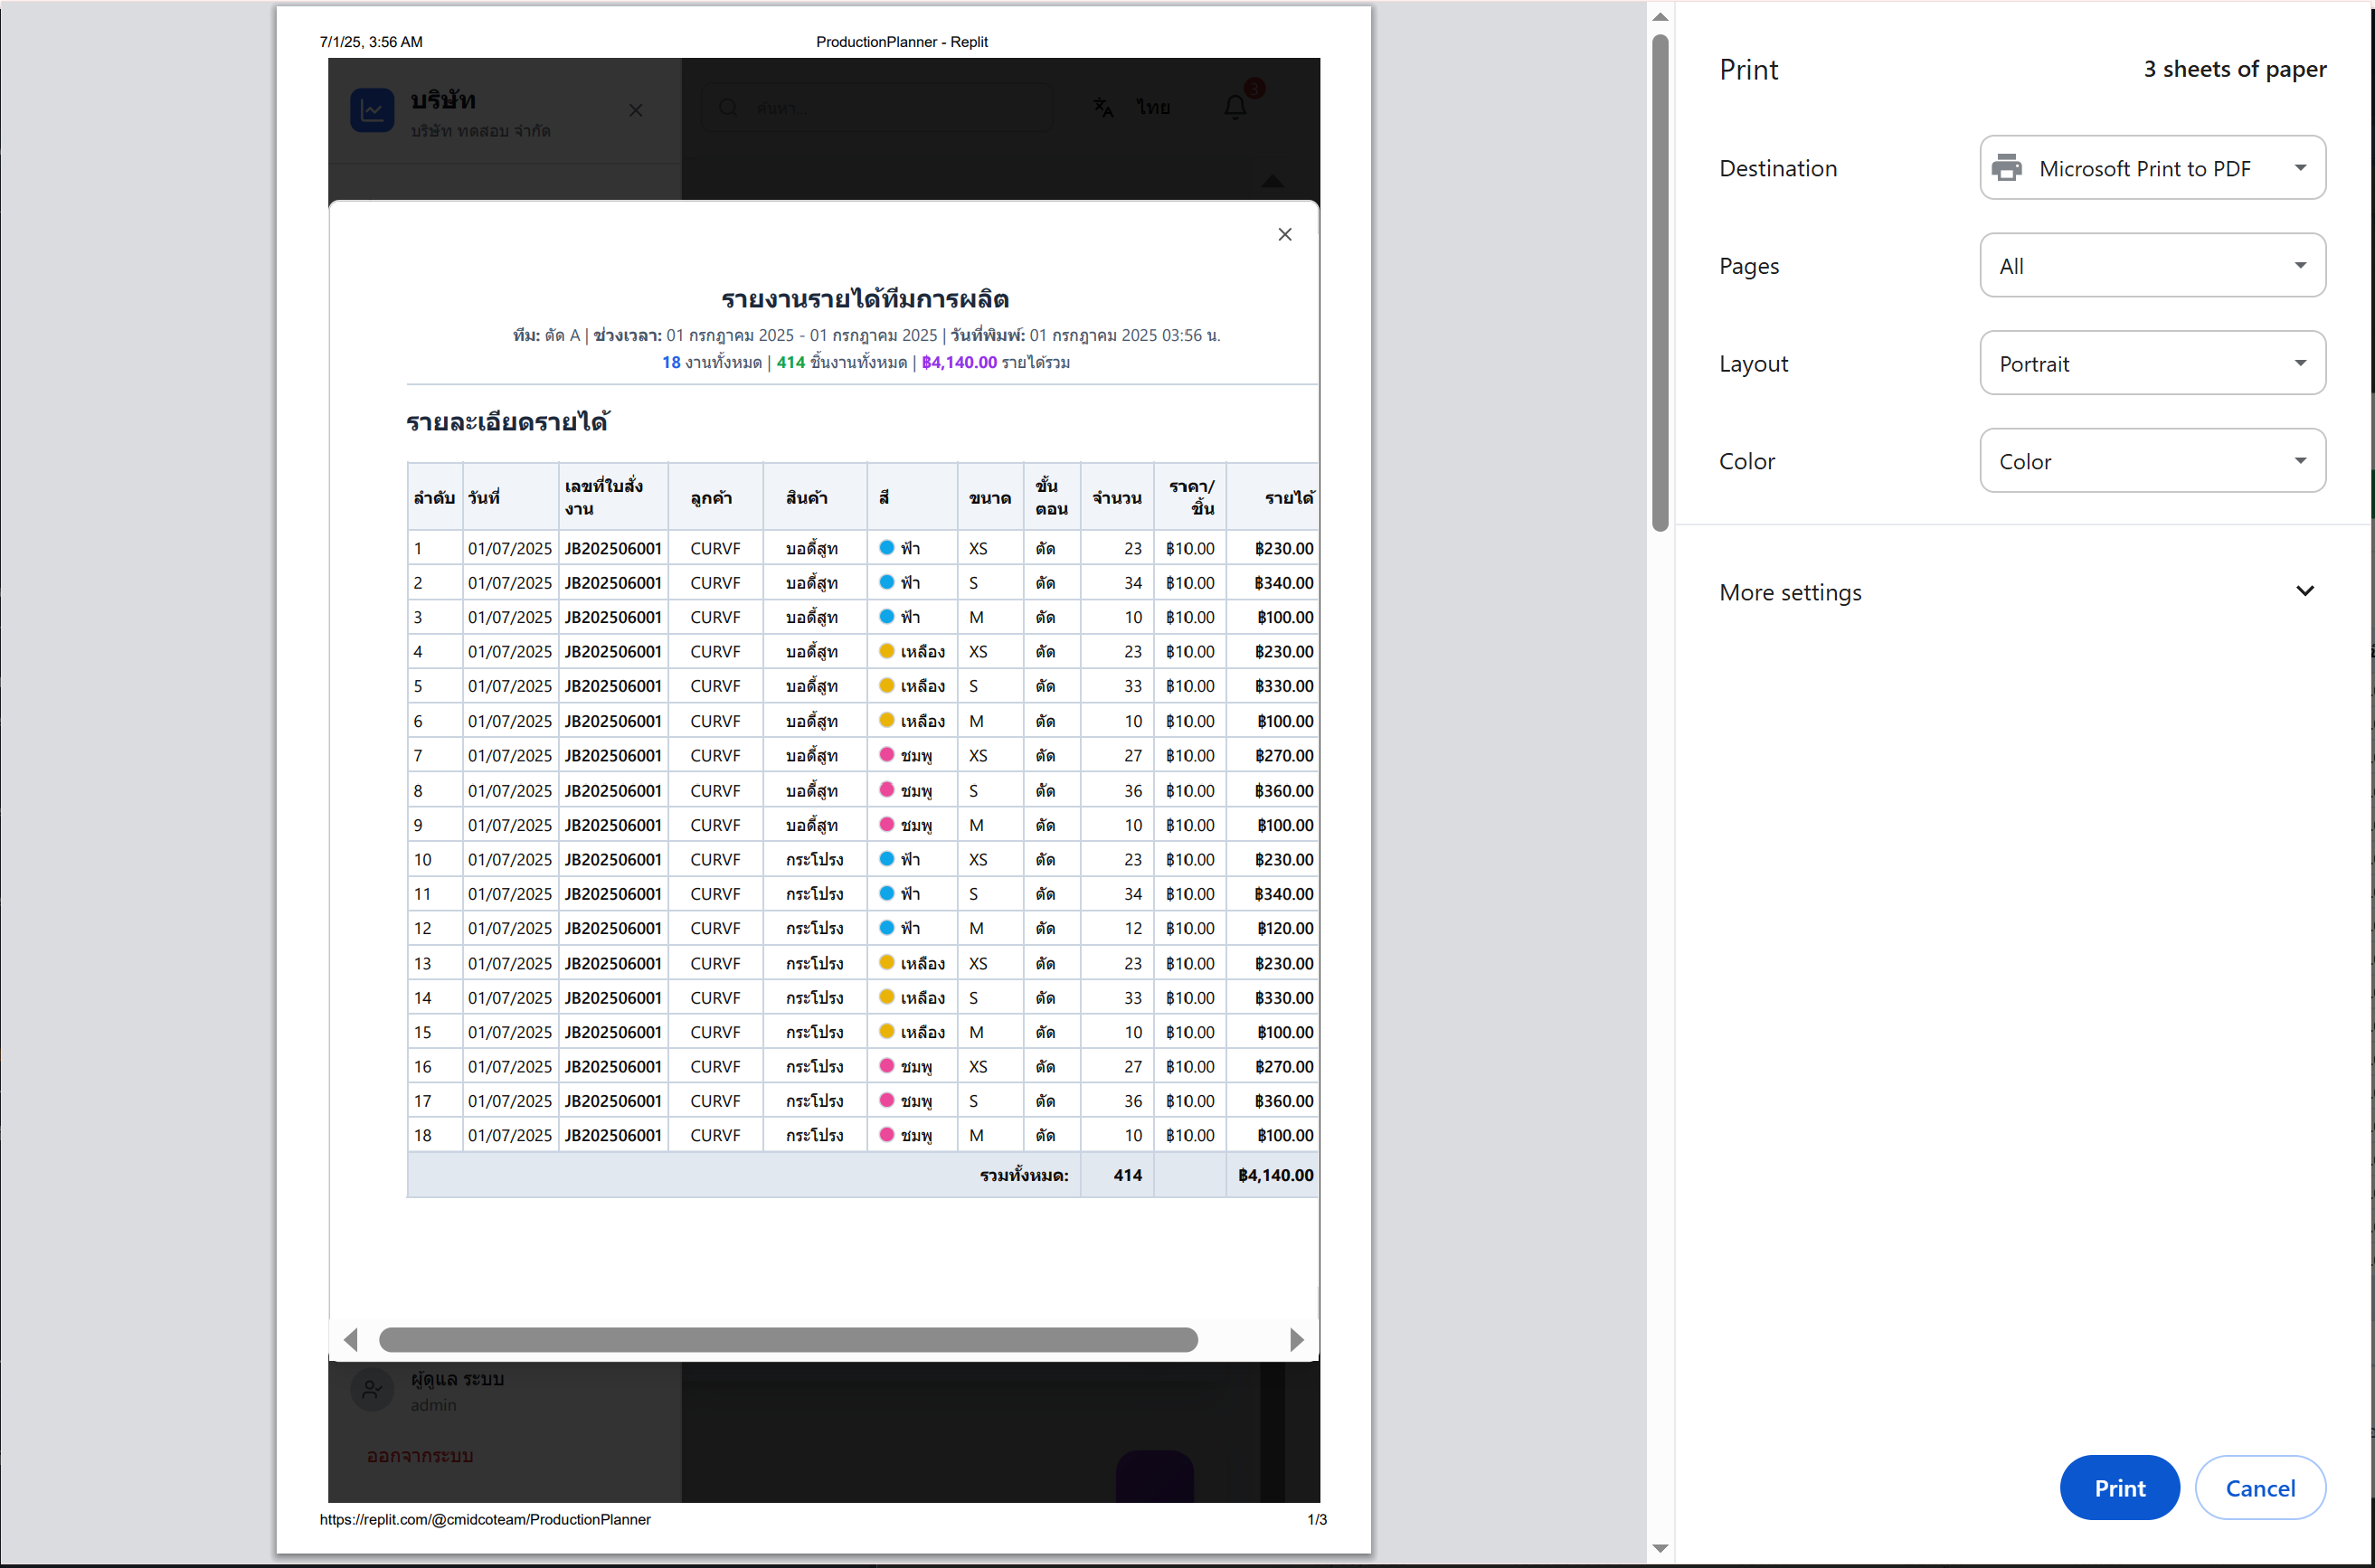 7/1/25, 3:56 AM
ProductionPlanner - Replit
บริษัท
บริษัท ทดสอบ จำกัด
ค้นหา...
ไทย
3
รายงานรายได้ทีมการผลิต
ทีม: ตัด A | ช่วงเวลา: 01 กรกฎาคม 2025 - 01 กรกฎาคม 2025 | วันที่พิมพ์: 01 กรกฎาคม 2025 03:56 น.
18 งานทั้งหมด | 414 ชิ้นงานทั้งหมด | ฿4,140.00 รายได้รวม
รายละเอียดรายได้
ลำดับ วันที่ เลขที่ใบสั่งงาน ลูกค้า สินค้า สี ขนาด ขั้นตอน จำนวน ราคา/ชิ้น รายได้
1 01/07/2025 JB202506001 CURVF บอดี้สูท ฟ้า XS ตัด 23 ฿10.00 ฿230.00
2 01/07/2025 JB202506001 CURVF บอดี้สูท ฟ้า S ตัด 34 ฿10.00 ฿340.00
3 01/07/2025 JB202506001 CURVF บอดี้สูท ฟ้า M ตัด 10 ฿10.00 ฿100.00
4 01/07/2025 JB202506001 CURVF บอดี้สูท เหลือง XS ตัด 23 ฿10.00 ฿230.00
5 01/07/2025 JB202506001 CURVF บอดี้สูท เหลือง S ตัด 33 ฿10.00 ฿330.00
6 01/07/2025 JB202506001 CURVF บอดี้สูท เหลือง M ตัด 10 ฿10.00 ฿100.00
7 01/07/2025 JB202506001 CURVF บอดี้สูท ชมพู XS ตัด 27 ฿10.00 ฿270.00
8 01/07/2025 JB202506001 CURVF บอดี้สูท ชมพู S ตัด 36 ฿10.00 ฿360.00
9 01/07/2025 JB202506001 CURVF บอดี้สูท ชมพู M ตัด 10 ฿10.00 ฿100.00
10 01/07/2025 JB202506001 CURVF กระโปรง ฟ้า XS ตัด 23 ฿10.00 ฿230.00
11 01/07/2025 JB202506001 CURVF กระโปรง ฟ้า S ตัด 34 ฿10.00 ฿340.00
12 01/07/2025 JB202506001 CURVF กระโปรง ฟ้า M ตัด 12 ฿10.00 ฿120.00
13 01/07/2025 JB202506001 CURVF กระโปรง เหลือง XS ตัด 23 ฿10.00 ฿230.00
14 01/07/2025 JB202506001 CURVF กระโปรง เหลือง S ตัด 33 ฿10.00 ฿330.00
15 01/07/2025 JB202506001 CURVF กระโปรง เหลือง M ตัด 10 ฿10.00 ฿100.00
16 01/07/2025 JB202506001 CURVF กระโปรง ชมพู XS ตัด 27 ฿10.00 ฿270.00
17 01/07/2025 JB202506001 CURVF กระโปรง ชมพู S ตัด 36 ฿10.00 ฿360.00
18 01/07/2025 JB202506001 CURVF กระโปรง ชมพู M ตัด 10 ฿10.00 ฿100.00
รวมทั้งหมด: 414 ฿4,140.00
ผู้ดูแล ระบบ
admin
ออกจากระบบ
https://replit.com/@cmidcoteam/ProductionPlanner
1/3
Print
3 sheets of paper
Destination
Microsoft Print to PDF
Pages
All
Layout
Portrait
Color
Color
More settings
Print
Cancel